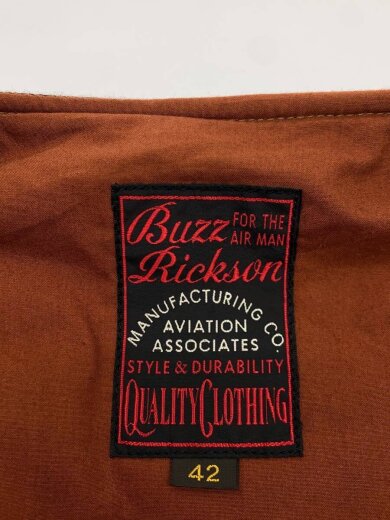 Buzz FOR THE
AIR MAN
Rickson
MANUFACTURING CO.
AVIATION
ASSOCIATES
STYLE & DURABILITY
QUALITY CLOTHING
42